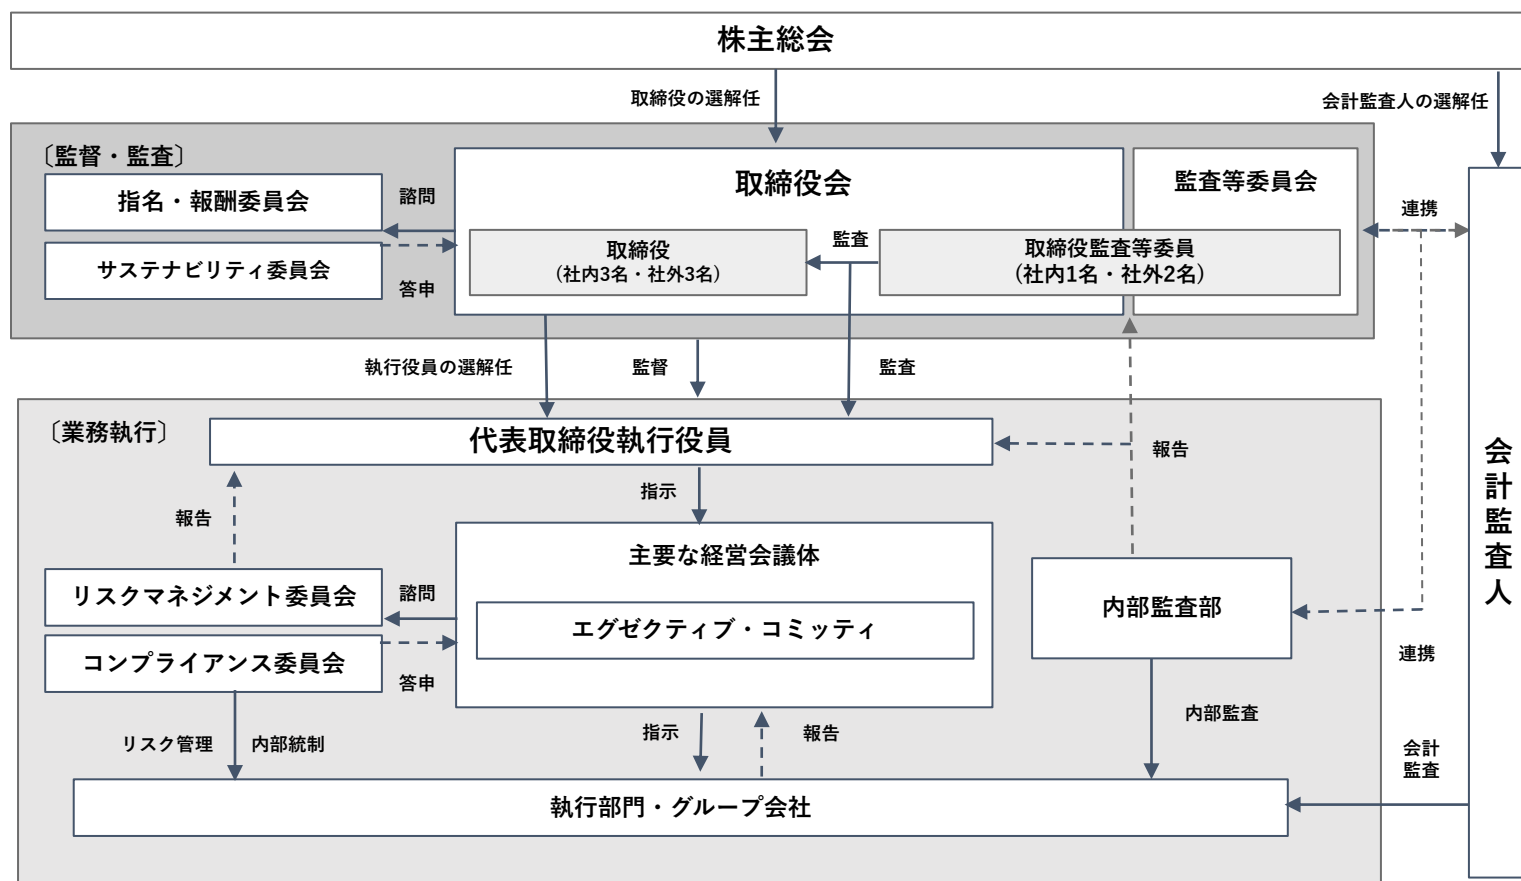 株主総会
取締役の選解任
会計監査人の選解任
〔監督・監査〕
指名・報酬委員会
サステナビリティ委員会
諮問
答申
取締役会
監査等委員会
取締役
（社内3名・社外3名）
監査
取締役監査等委員
（社内1名・社外2名）
連携
執行役員の選解任
監督
監査
〔業務執行〕
代表取締役執行役員
報告
指示
報告
主要な経営会議体
エグゼクティブ・コミッティ
リスクマネジメント委員会
コンプライアンス委員会
諮問
答申
内部監査部
連携
リスク管理
内部統制
指示
報告
内部監査
会計
監査
執行部門・グループ会社
会計監査人